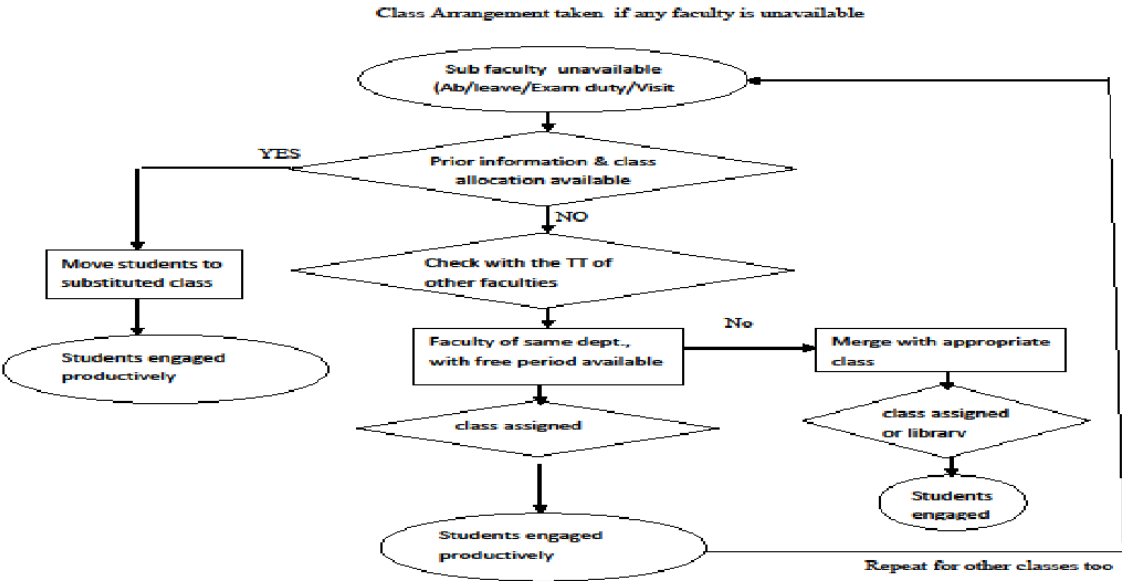 Class Arrangement taken if any faculty is unavailable
Sub faculty unavailable
(Ab/leave/Exam duty/Visit
YES
Prior information & class
allocation available
NO
Move students to
substituted class
Check with the TT of
other faculties
Students engaged
productively
Faculty of same dept.,
with free period available
No
Merge with appropriate
class
class assigned
class assigned
or library
Students
engaged
Students engaged
productively
Repeat for other classes too